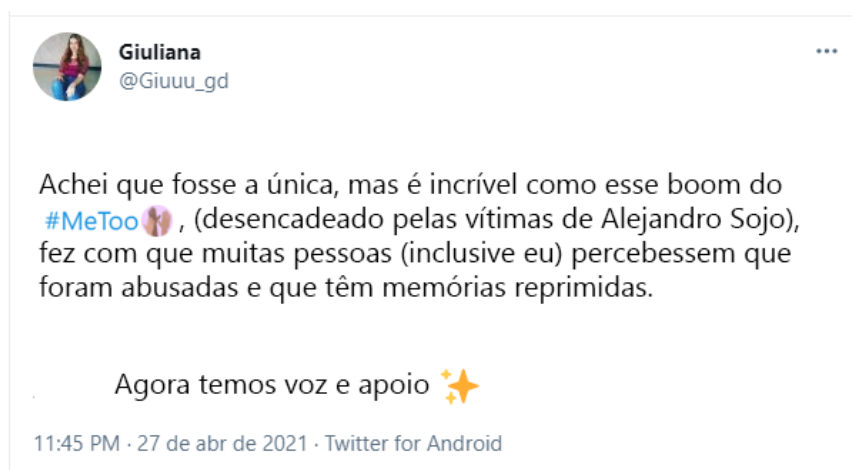 Giuliana
@Giuuu_gd
Achei que fosse a única, mas é incrível como esse boom do
#MeToo, (desencadeado pelas vítimas de Alejandro Sojo),
fez com que muitas pessoas (inclusive eu) percebessem que
foram abusadas e que têm memórias reprimidas.
Agora temos voz e apoio ✨
11:45 PM · 27 de abr de 2021 · Twitter for Android